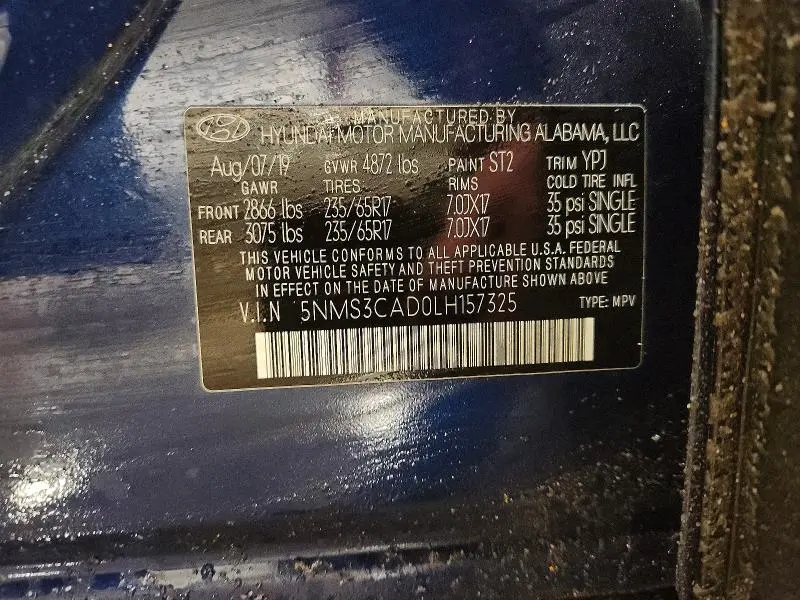 MANUFACTURED BY
HYUNDAI MOTOR MANUFACTURING ALABAMA, LLC
Aug/07/19 GVWR 4872 lbs PAINT ST2 TRIM YPJ
GAWR TIRES RIMS COLD TIRE INFL
FRONT 2866 lbs 235/65R17 7.0JX17 35 psi SINGLE
REAR 3075 lbs 235/65R17 7.0JX17 35 psi SINGLE
THIS VEHICLE CONFORMS TO ALL APPLICABLE U.S.A. FEDERAL
MOTOR VEHICLE SAFETY AND THEFT PREVENTION STANDARDS
IN EFFECT ON THE DATE OF MANUFACTURE SHOWN ABOVE
V.I.N 5NMS3CAD0LH157325 TYPE: MPV